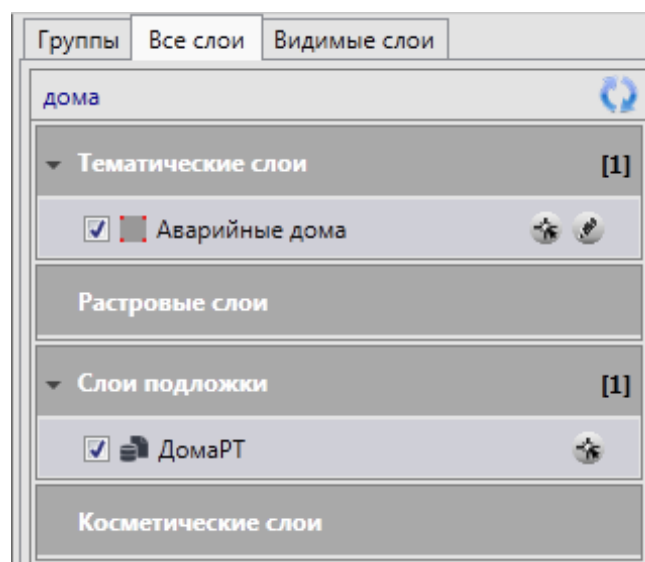 Группы Все слои Видимые слои
дома
Тематические слои [1]
Аварийные дома
Растровые слои
Слои подложки [1]
ДомаРТ
Косметические слои